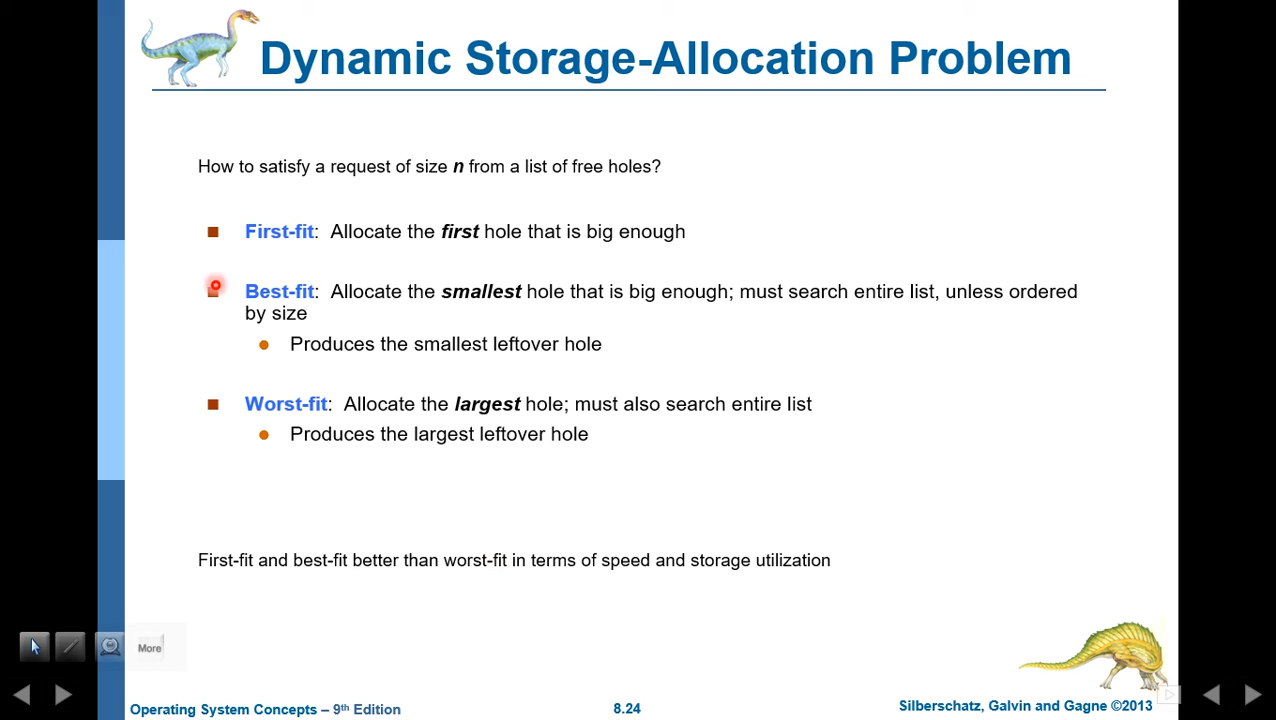 Dynamic Storage-Allocation Problem
How to satisfy a request of size n from a list of free holes?
First-fit: Allocate the first hole that is big enough
Best-fit: Allocate the smallest hole that is big enough; must search entire list, unless ordered
by size
Produces the smallest leftover hole
Worst-fit: Allocate the largest hole; must also search entire list
Produces the largest leftover hole
First-fit and best-fit better than worst-fit in terms of speed and storage utilization
More
Operating System Concepts – 9th Edition
8.24
Silberschatz, Galvin and Gagne ©2013